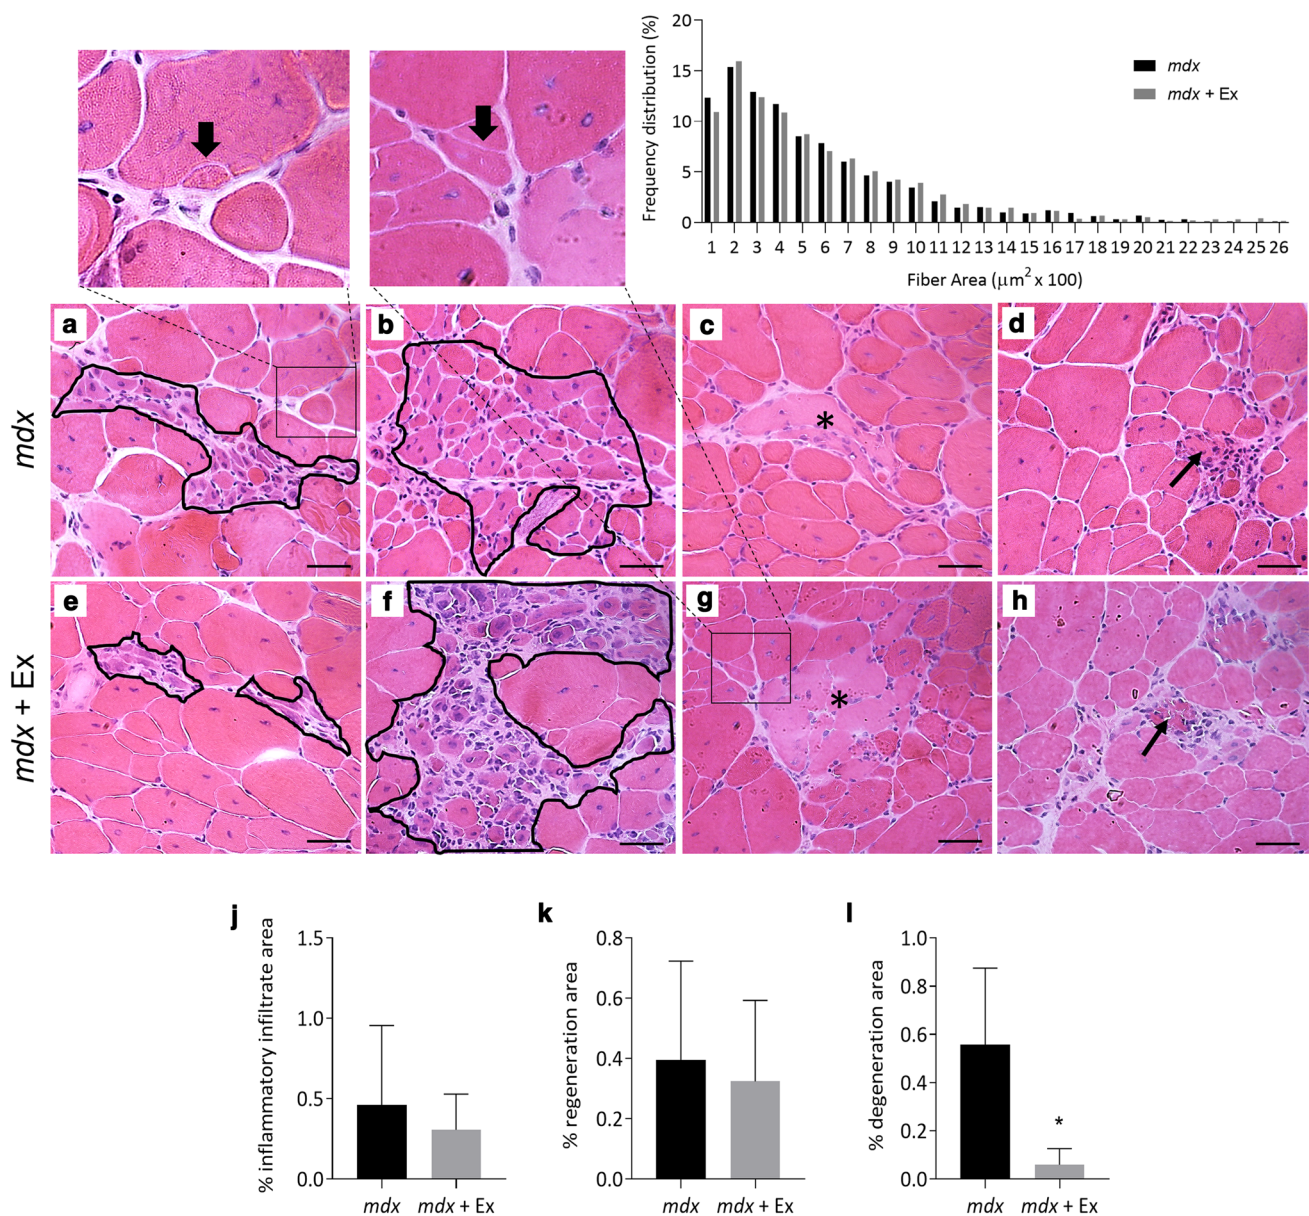 Frequency distribution (%)
20
15
10
5
0
1 2 3 4 5 6 7 8 9 10 11 12 13 14 15 16 17 18 19 20 21 22 23 24 25 26
Fiber Area (μm² x 100)
mdx
mdx + Ex
mdx
a
b
c
*
d
mdx + Ex
e
f
g
*
h
j
% inflammatory infiltrate area
1.5
1.0
0.5
0.0
mdx mdx + Ex
k
% regeneration area
0.8
0.6
0.4
0.2
0.0
mdx mdx + Ex
l
% degeneration area
1.0
0.8
0.6
0.4
0.2
0.0
*
mdx mdx + Ex